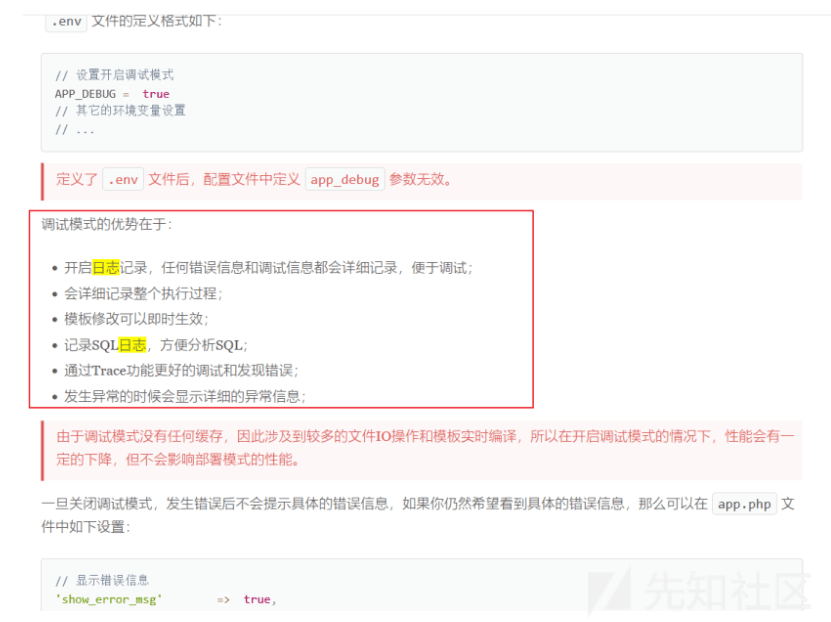 .env 文件的定义格式如下：
// 设置开启调试模式
APP_DEBUG =  true
// 其它的环境变量设置
// ...
定义了 .env 文件后，配置文件中定义 app_debug 参数无效。
调试模式的优势在于：
• 开启日志记录，任何错误信息和调试信息都会详细记录，便于调试；
• 会详细记录整个执行过程；
• 模板修改可以即时生效；
• 记录SQL日志，方便分析SQL；
• 通过Trace功能更好的调试和发现错误；
• 发生异常的时候会显示详细的异常信息；
由于调试模式没有任何缓存，因此涉及到较多的文件IO操作和模板实时编译，所以在开启调试模式的情况下，性能会有一
定的下降，但不会影响部署模式的性能。
一旦关闭调试模式，发生错误后不会提示具体的错误信息，如果你仍然希望看到具体的错误信息，那么可以在 app.php 文
件中如下设置：
// 显示错误信息
'show_error_msg'        =>  true,
先知社区